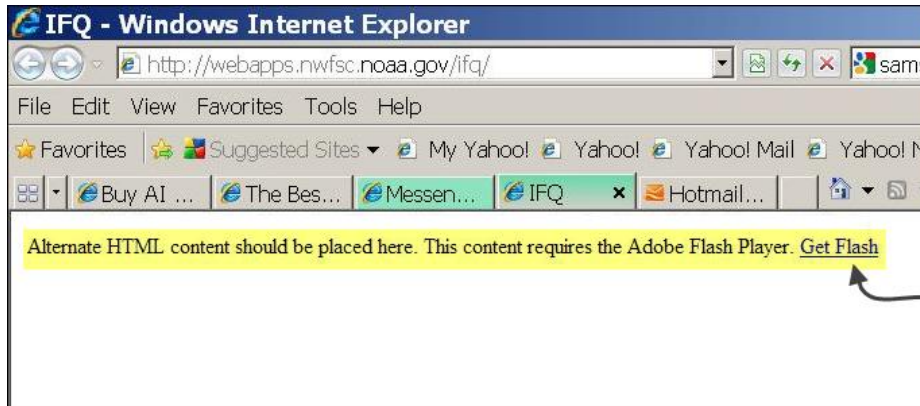 IFQ - Windows Internet Explorer
http://webapps.nwfsc.noaa.gov/ifq/ sam
File Edit View Favorites Tools Help
Favorites Suggested Sites My Yahoo! Yahoo! Yahoo! Mail Yahoo!
Buy AI ... The Bes... Messen... IFQ Hotmail...
Alternate HTML content should be placed here. This content requires the Adobe Flash Player. Get Flash